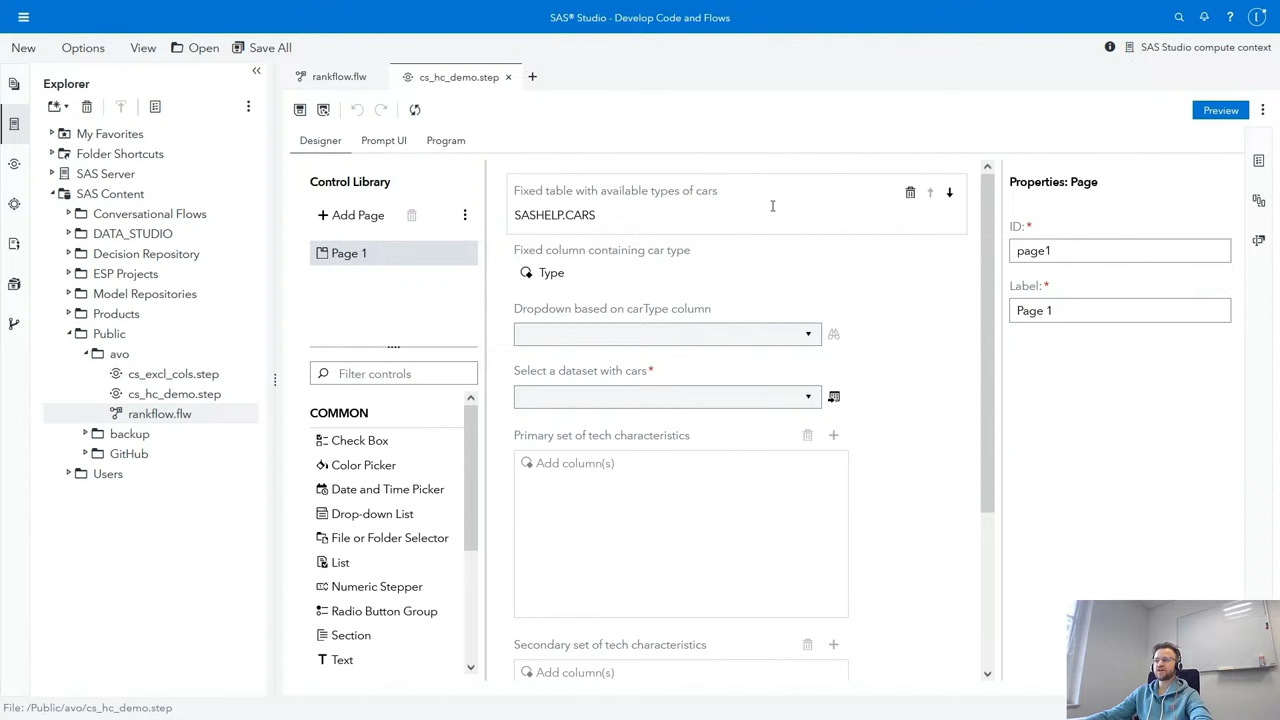 SAS® Studio - Develop Code and Flows
New
Options
View
Open
Save All
SAS Studio compute context
Explorer
rankflow.flw
cs_hc_demo.step
Preview
My Favorites
Folder Shortcuts
SAS Server
SAS Content
Conversational Flows
DATA_STUDIO
Decision Repository
ESP Projects
Model Repositories
Products
Public
avo
cs_excl_cols.step
cs_hc_demo.step
rankflow.flw
backup
GitHub
Users
Designer
Prompt UI
Program
Control Library
Add Page
Page 1
Filter controls
COMMON
Check Box
Color Picker
Date and Time Picker
Drop-down List
File or Folder Selector
List
Numeric Stepper
Radio Button Group
Section
Text
Fixed table with available types of cars
SASHELP.CARS
Fixed column containing car type
Type
Dropdown based on carType column
Select a dataset with cars*
Primary set of tech characteristics
Add column(s)
Secondary set of tech characteristics
Add column(s)
Properties: Page
ID:*
page1
Label:*
Page 1
File: /Public/avo/cs_hc_demo.step